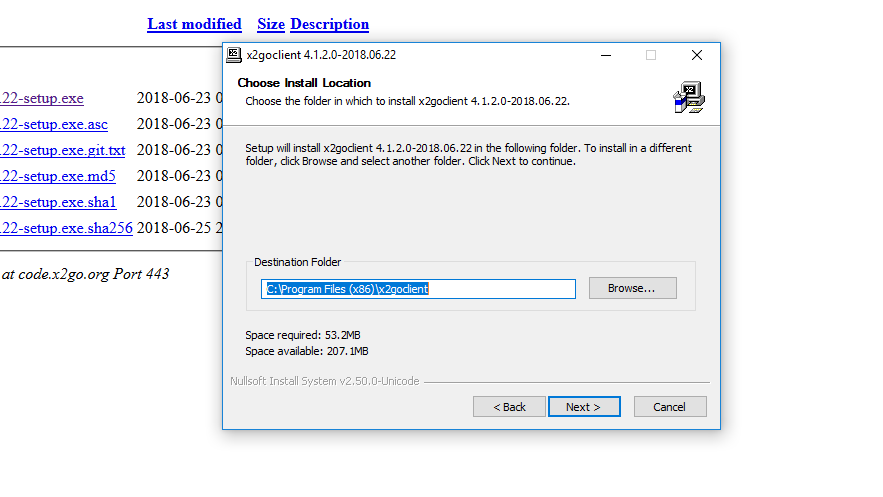 Last modified Size Description
x2goclient 4.1.2.0-2018.06.22
Choose Install Location
Choose the folder in which to install x2goclient 4.1.2.0-2018.06.22.
.22-setup.exe 2018-06-23 0
.22-setup.exe.asc 2018-06-23 0
.22-setup.exe.git.txt 2018-06-23 0
.22-setup.exe.md5 2018-06-23 0
.22-setup.exe.sha1 2018-06-23 0
.22-setup.exe.sha256 2018-06-25 2
at code.x2go.org Port 443
Setup will install x2goclient 4.1.2.0-2018.06.22 in the following folder. To install in a different
folder, click Browse and select another folder. Click Next to continue.
Destination Folder
C:\Program Files (x86)\x2goclient
Browse...
Space required: 53.2MB
Space available: 207.1MB
Nullsoft Install System v2.50.0-Unicode
< Back Next > Cancel